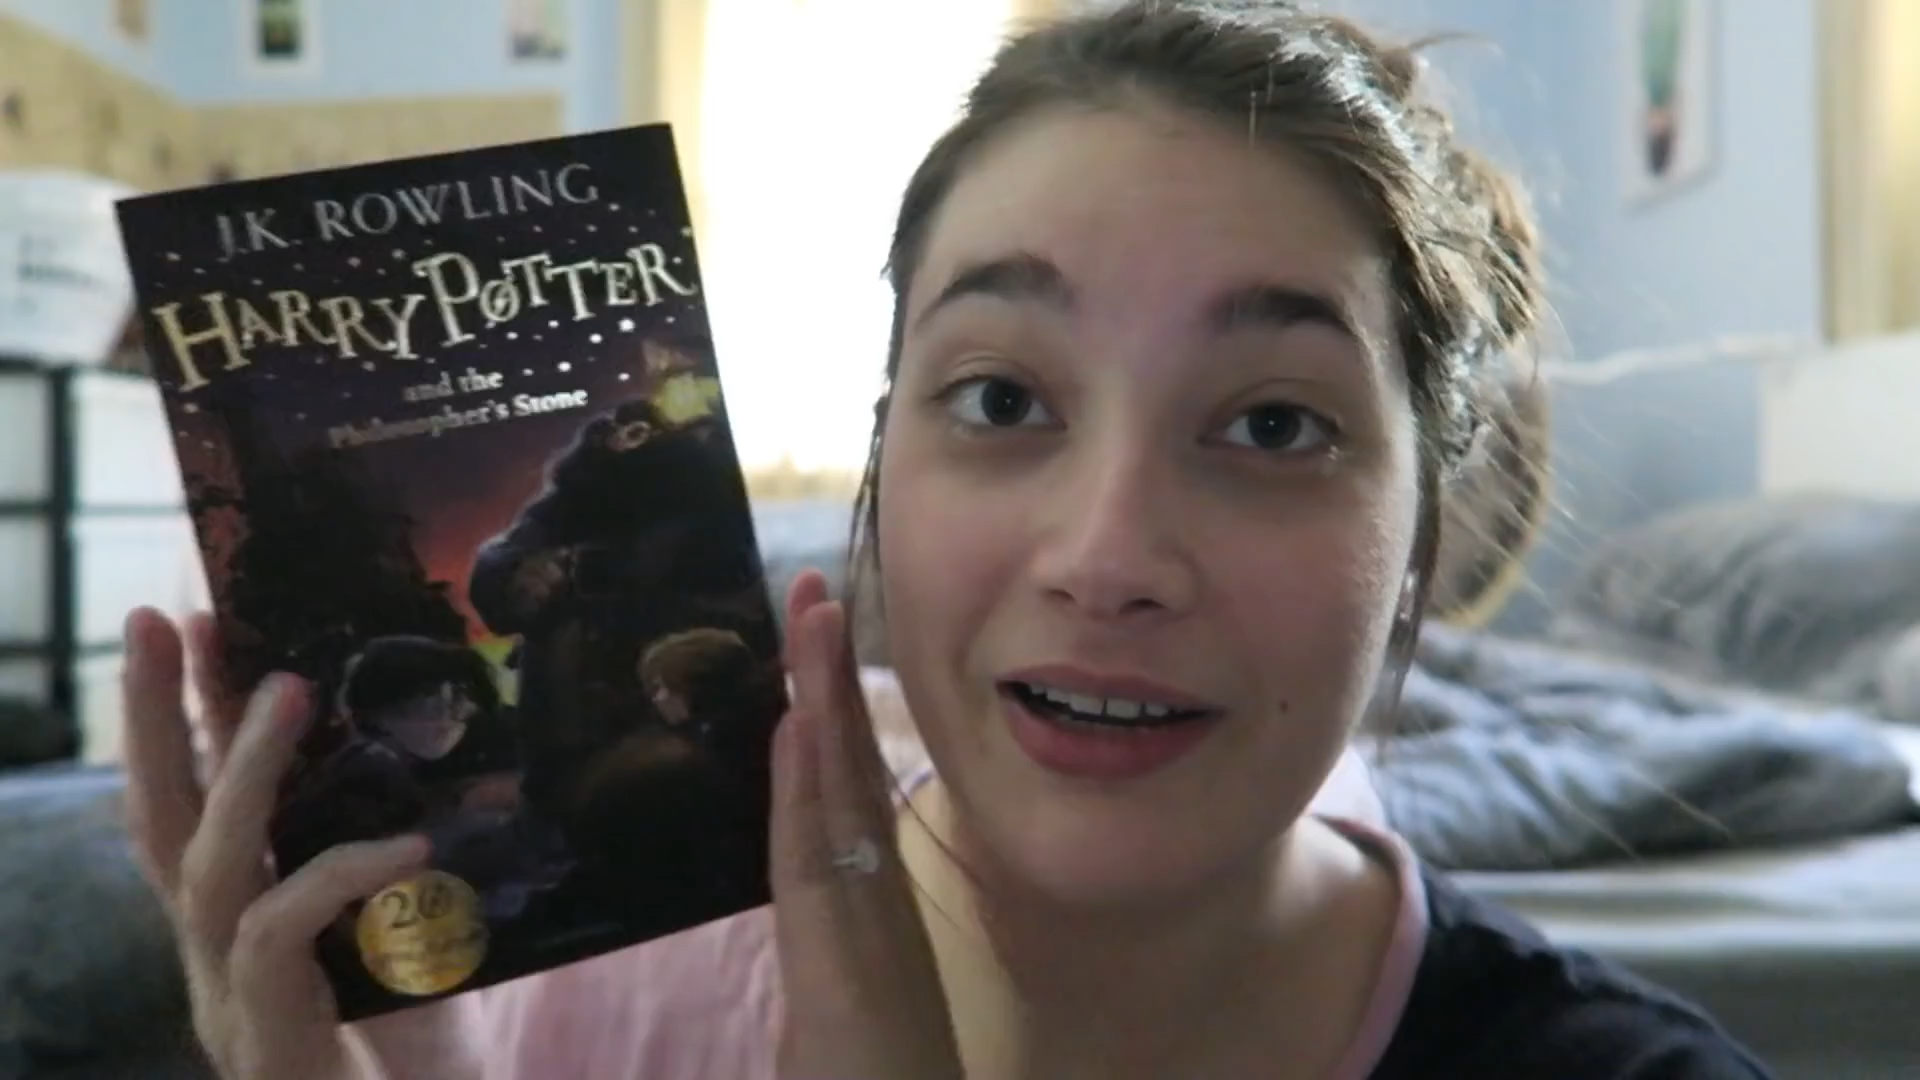 J.K. ROWLING
HARRY POTTER
and the
Philosopher's Stone
20